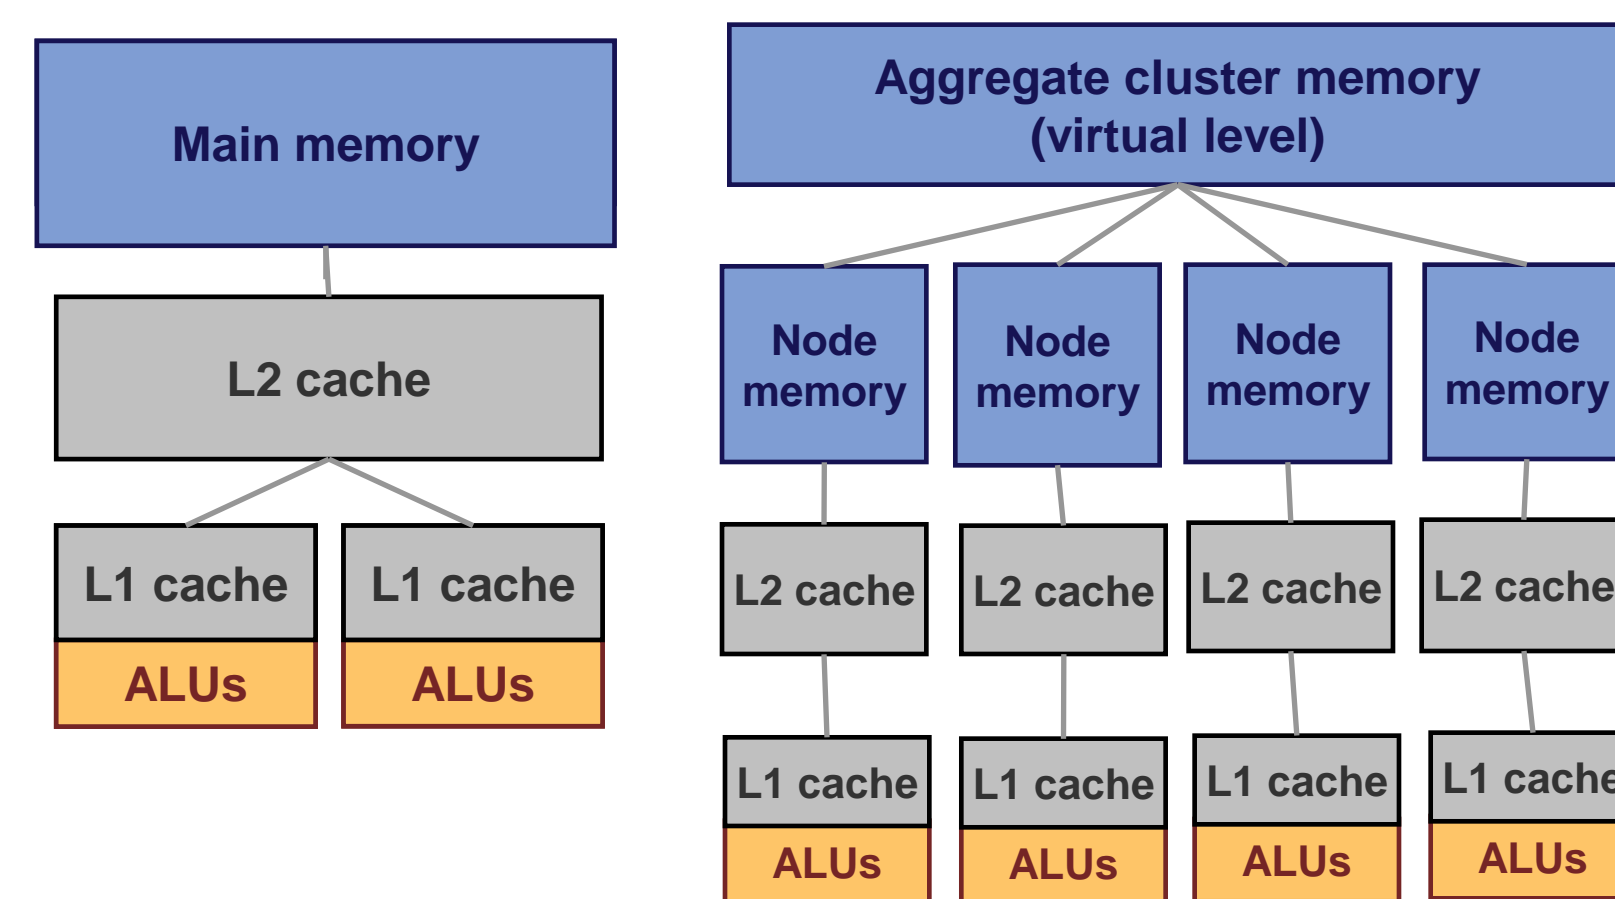 Main memory
L2 cache
L1 cache
L1 cache
ALUs
ALUs
Aggregate cluster memory
(virtual level)
Node
memory
Node
memory
Node
memory
Node
memory
L2 cache
L2 cache
L2 cache
L2 cache
L1 cache
L1 cache
L1 cache
L1 cache
ALUs
ALUs
ALUs
ALUs